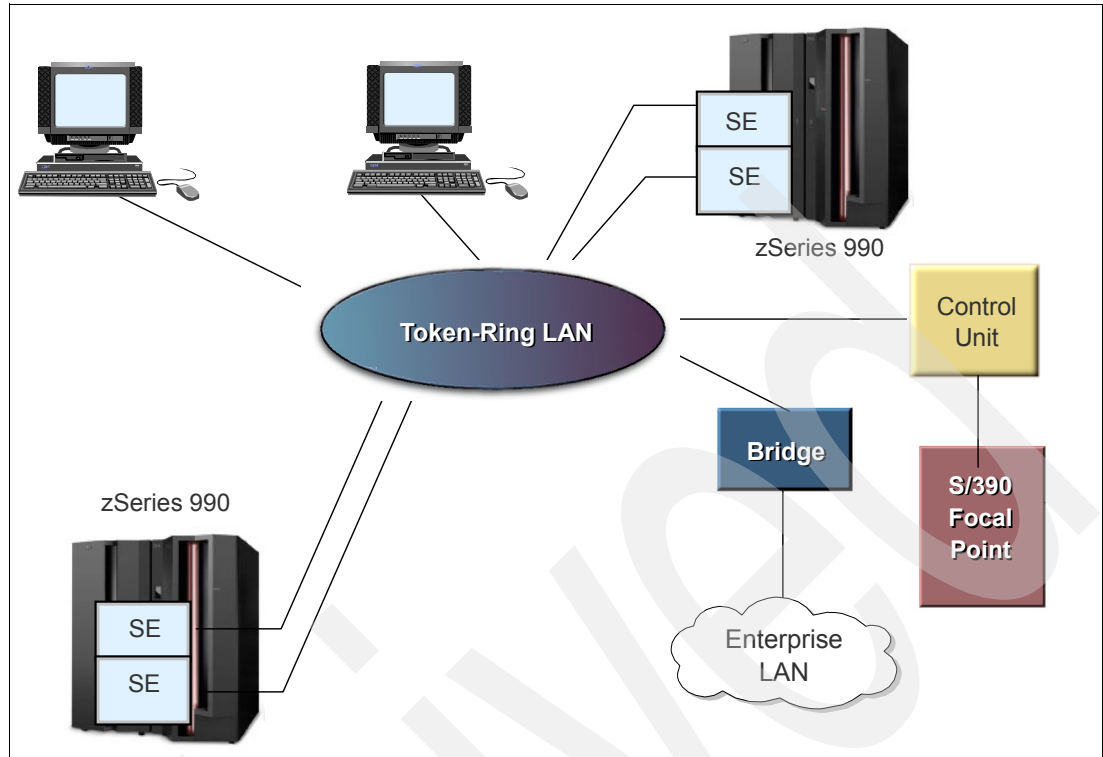 SE
SE
zSeries 990
Token-Ring LAN
Control
Unit
Bridge
S/390
Focal
Point
zSeries 990
SE
SE
Enterprise
LAN